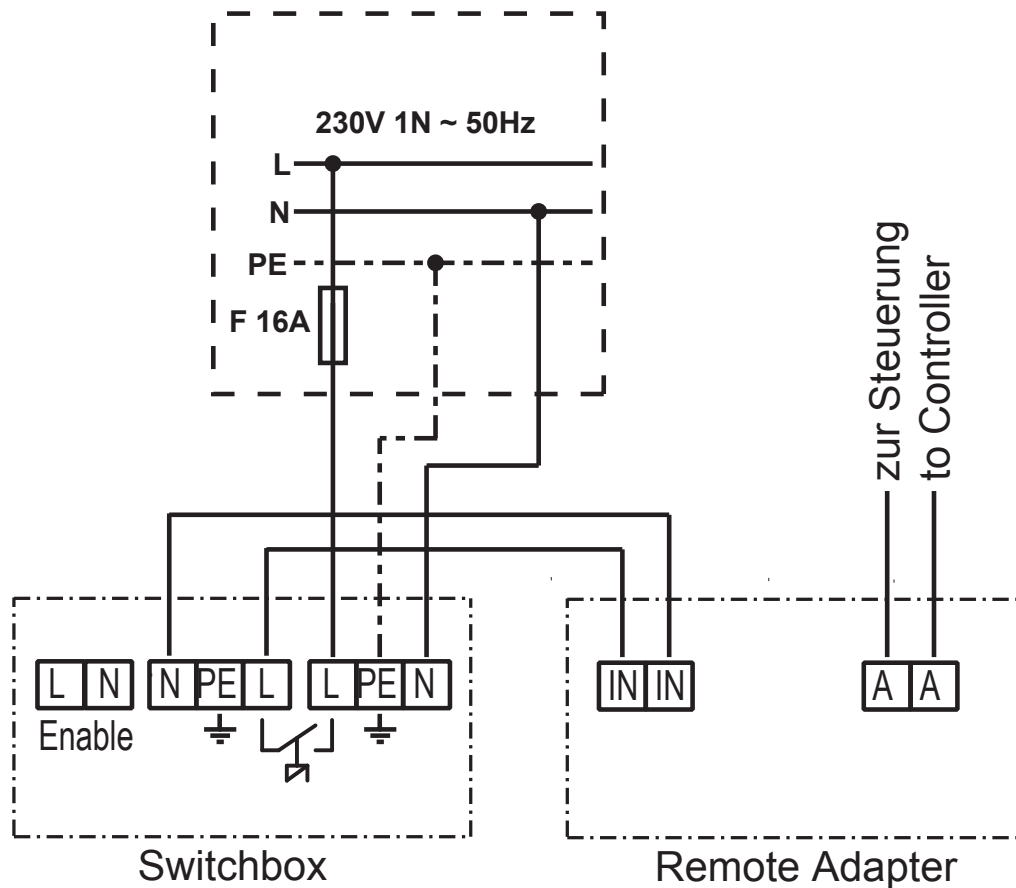 230V 1N ~ 50Hz
L
N
PE
F 16A
zur Steuerung
to Controller
L N N PE L L PE N
Enable
IN IN
A A
Switchbox
Remote Adapter